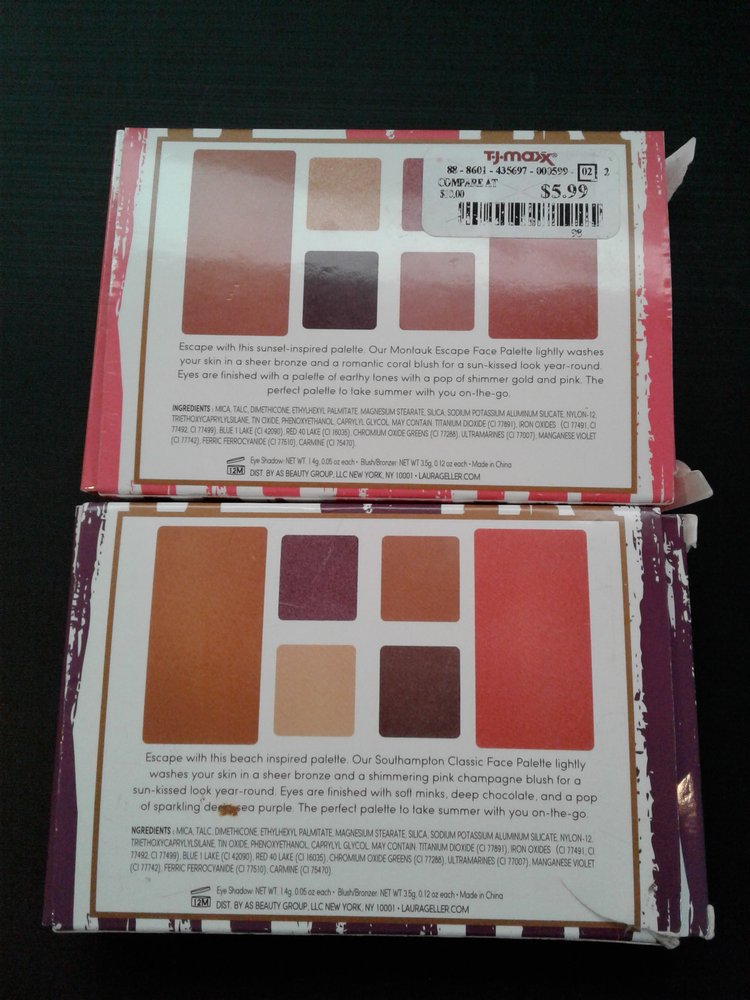 T.J.maxx
88 - 8601 - 435697 - 000599 - 02 2
COMPARE AT
$5.99
98
Escape with this sunset-inspired palette. Our Montauk Escape Face Palette lightly washes
your skin in a sheer bronze and a romantic coral blush for a sun-kissed look year-round.
Eyes are finished with a palette of earthy tones with a pop of shimmer gold and pink. The
perfect palette to take summer with you on-the-go.
INGREDIENTS : MICA, TALC, DIMETHICONE, ETHYLHEXYL PALMITATE, MAGNESIUM STEARATE, SILICA, SODIUM POTASSIUM ALUMINUM SILICATE, NYLON-12,
TRIETHOXYCAPRYLYLSILANE, TIN OXIDE, PHENOXYETHANOL, CAPRYLYL GLYCOL. MAY CONTAIN: TITANIUM DIOXIDE (CI 77891), IRON OXIDES (CI 77491, CI
77492, CI 77499), BLUE 1 LAKE (CI 42090), RED 40 LAKE (CI 16035), CHROMIUM OXIDE GREENS (CI 77288), ULTRAMARINES (CI 77007), MANGANESE VIOLET
(CI 77742), FERRIC FERROCYANIDE (CI 77510), CARMINE (CI 75470).
Eye Shadow: NET WT. 1.4g. 0.05 oz each • Blush/Bronzer: NET WT 3.5g, 0.12 oz each • Made in China
12M DIST. BY AS BEAUTY GROUP, LLC NEW YORK, NY 10001 • LAURAGELLER.COM
Escape with this beach inspired palette. Our Southampton Classic Face Palette lightly
washes your skin in a sheer bronze and a shimmering pink champagne blush for a
sun-kissed look year-round. Eyes are finished with soft minks, deep chocolate, and a pop
of sparkling deep sea purple. The perfect palette to take summer with you on-the-go.
INGREDIENTS : MICA, TALC, DIMETHICONE, ETHYLHEXYL PALMITATE, MAGNESIUM STEARATE, SILICA, SODIUM POTASSIUM ALUMINUM SILICATE, NYLON-12,
TRIETHOXYCAPRYLYLSILANE, TIN OXIDE, PHENOXYETHANOL, CAPRYLYL GLYCOL. MAY CONTAIN: TITANIUM DIOXIDE (CI 77891), IRON OXIDES (CI 77491, CI
77492, CI 77499), BLUE 1 LAKE (CI 42090), RED 40 LAKE (CI 16035), CHROMIUM OXIDE GREENS (CI 77288), ULTRAMARINES (CI 77007), MANGANESE VIOLET
(CI 77742), FERRIC FERROCYANIDE (CI 77510), CARMINE (CI 75470)
Eye Shadow: NET WT. 1.4g. 0.05 oz each • Blush/Bronzer: NET WT 3.5g. 0.12 oz each • Made in China
12M DIST. BY AS BEAUTY GROUP, LLC NEW YORK, NY 10001 • LAURAGELLER.COM